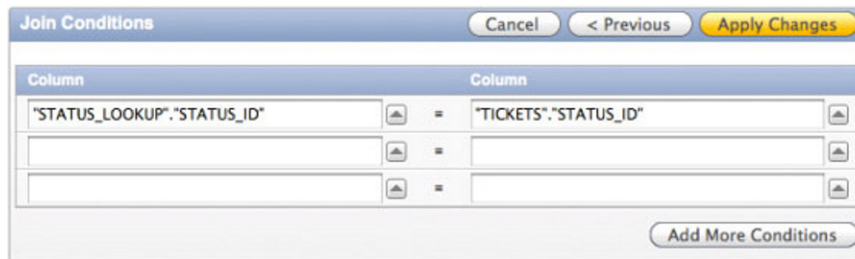 Join Conditions Cancel < Previous Apply Changes
Column Column
"STATUS_LOOKUP"."STATUS_ID" = "TICKETS"."STATUS_ID"
=
=
Add More Conditions